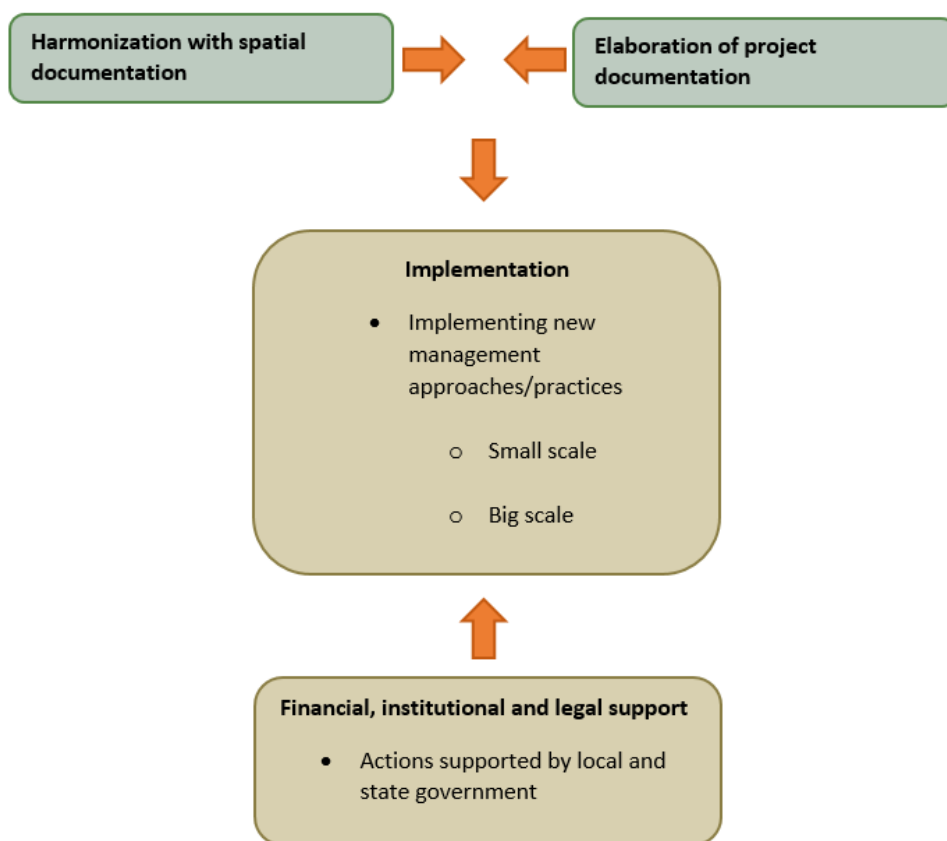 Harmonization with spatial
documentation
Elaboration of project
documentation
Implementation
• Implementing new
management
approaches/practices
o Small scale
o Big scale
Financial, institutional and legal support
• Actions supported by local and
state government